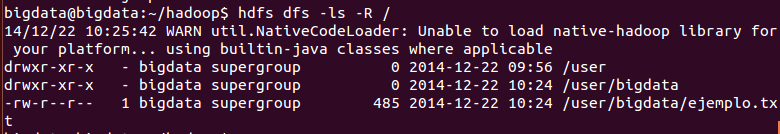 bigdata@bigdata:~/hadoop$ hdfs dfs -ls -R /
14/12/22 10:25:42 WARN util.NativeCodeLoader: Unable to load native-hadoop library for
your platform... using builtin-java classes where applicable
drwxr-xr-x   - bigdata supergroup          0 2014-12-22 09:56 /user
drwxr-xr-x   - bigdata supergroup          0 2014-12-22 10:24 /user/bigdata
-rw-r--r--   1 bigdata supergroup        485 2014-12-22 10:24 /user/bigdata/ejemplo.tx
t